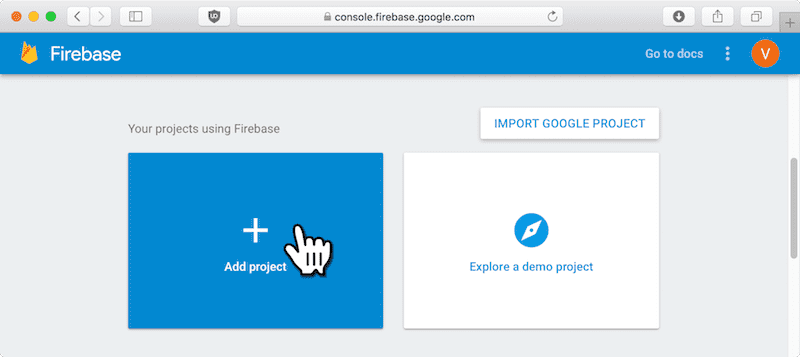 console.firebase.google.com
Firebase
Go to docs
V
Your projects using Firebase
IMPORT GOOGLE PROJECT
Add project
Explore a demo project